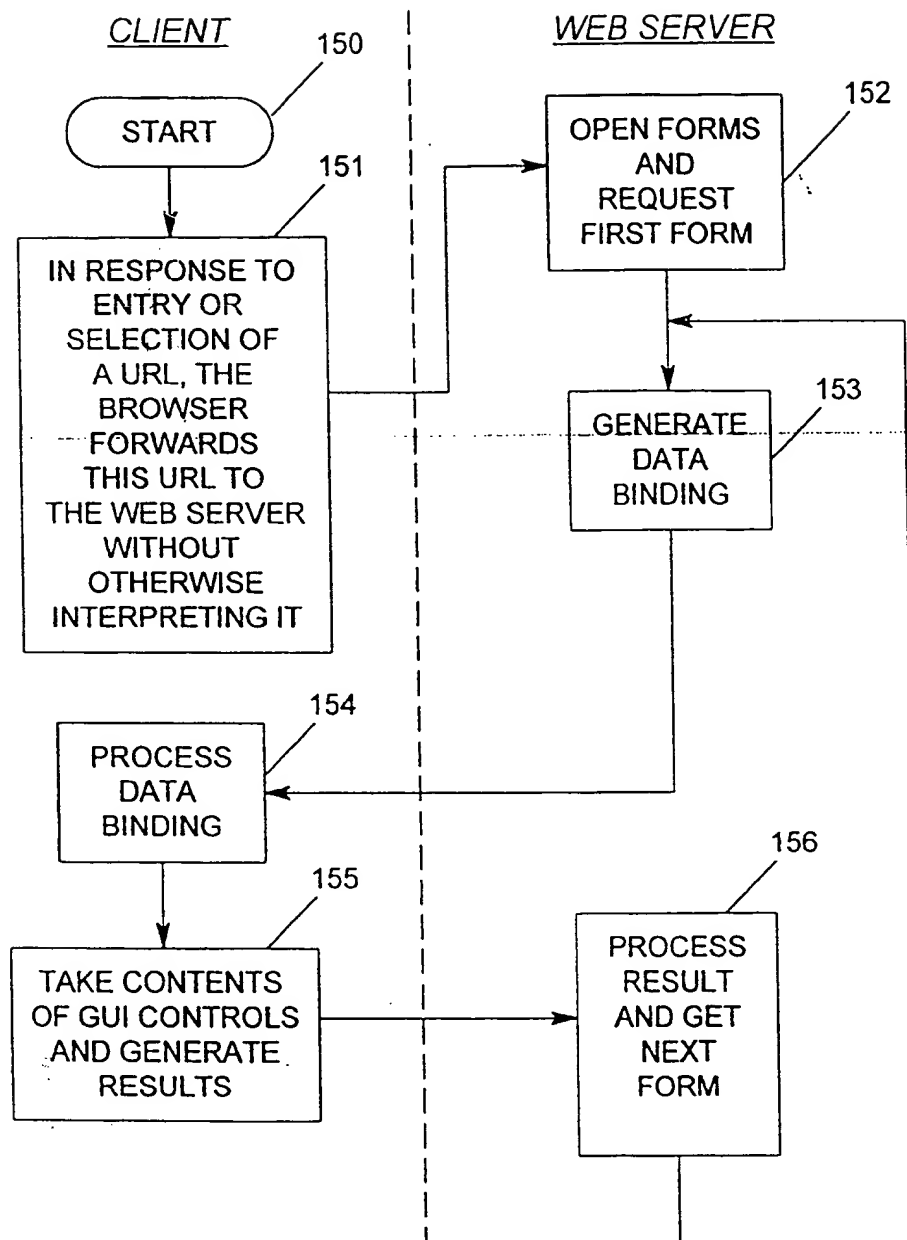 CLIENT
WEB SERVER
150
START
152
OPEN FORMS
AND
REQUEST
FIRST FORM
151
IN RESPONSE TO
ENTRY OR
SELECTION OF
A URL, THE
BROWSER
FORWARDS
THIS URL TO
THE WEB SERVER
WITHOUT
OTHERWISE
INTERPRETING IT
153
GENERATE
DATA
BINDING
154
PROCESS
DATA
BINDING
155
TAKE CONTENTS
OF GUI CONTROLS
AND GENERATE
RESULTS
156
PROCESS
RESULT
AND GET
NEXT
FORM